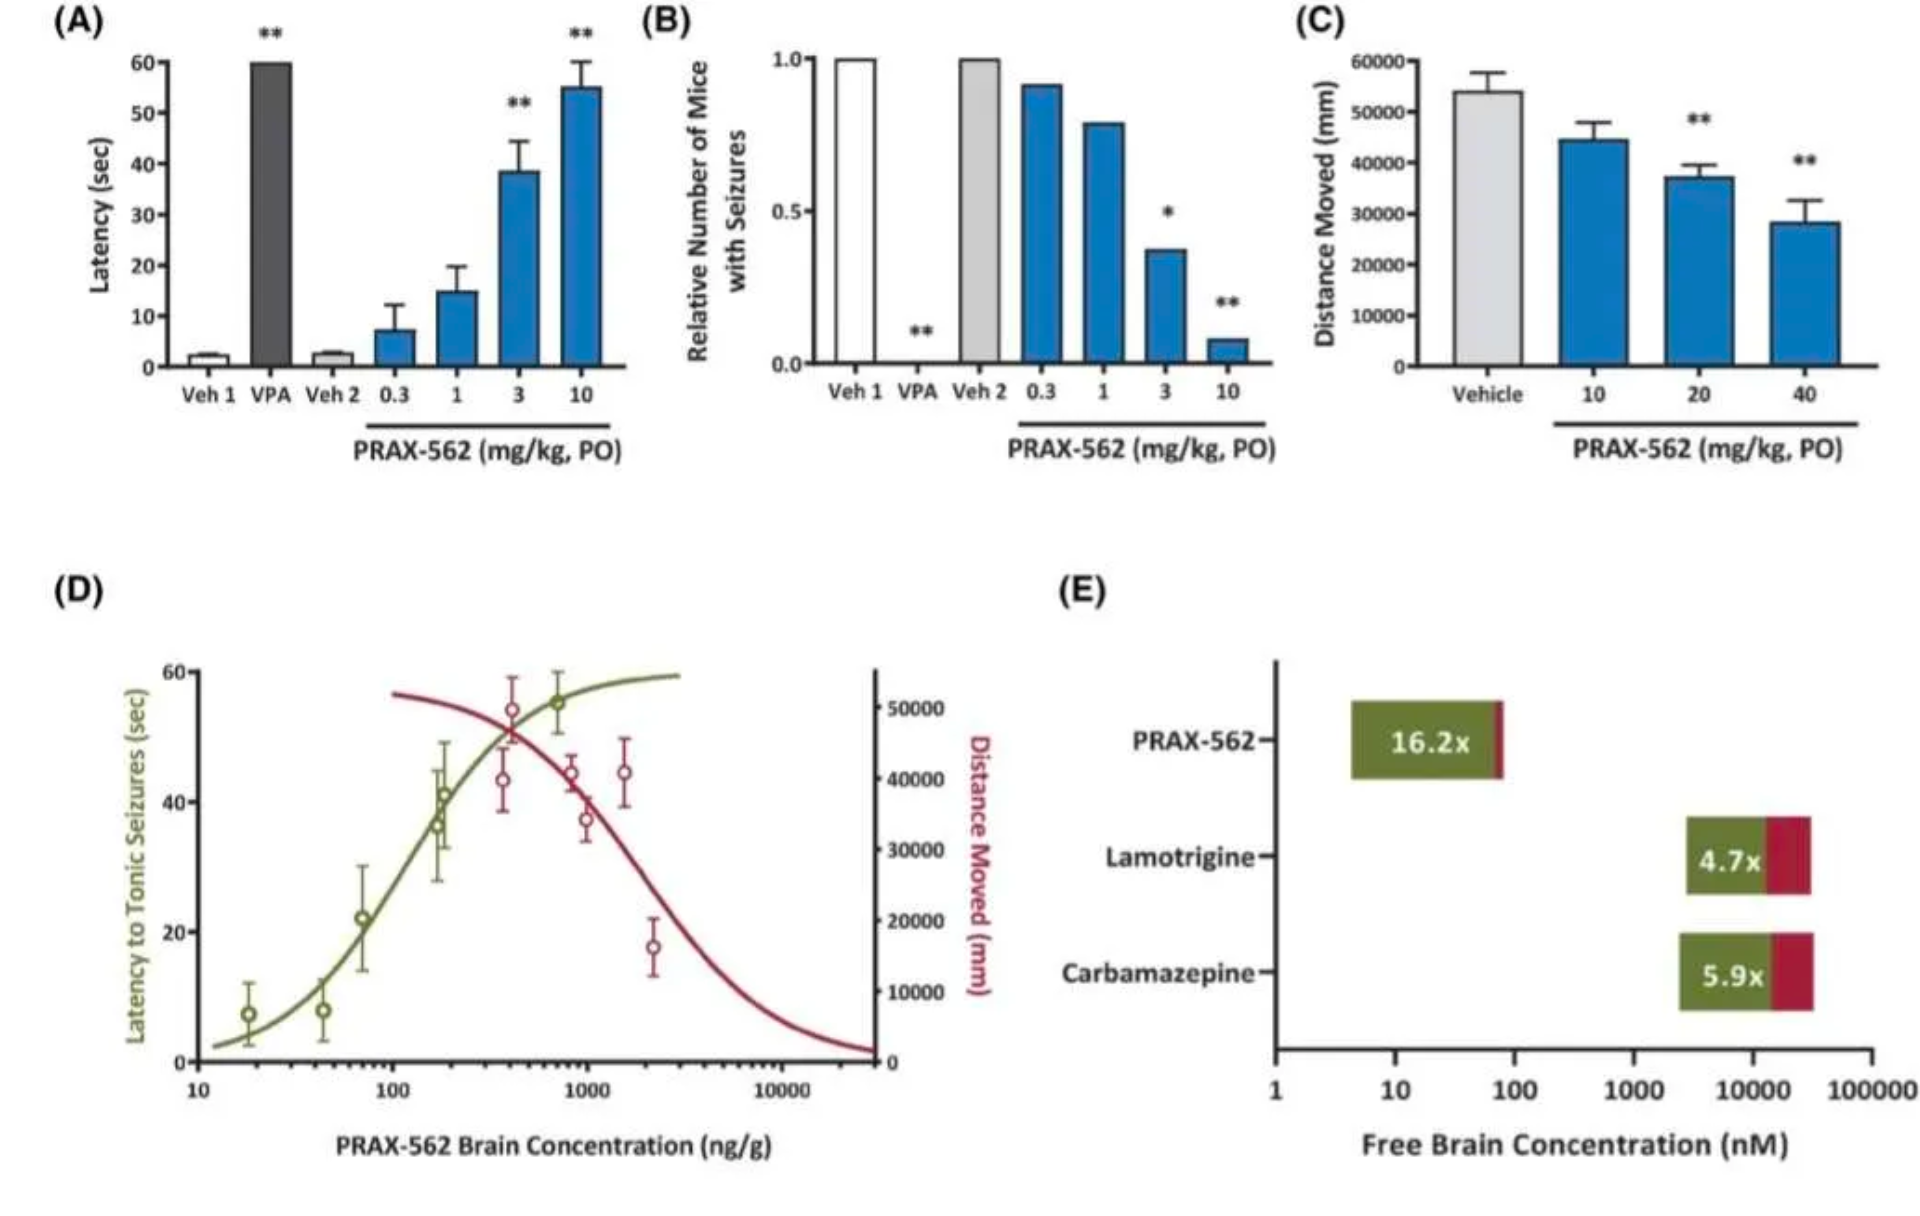 (A)
Latency (sec)
**
**
**
60
50
40
30
20
10
0
Veh 1 VPA Veh 2 0.3 1 3 10
PRAX-562 (mg/kg, PO)
(B)
Relative Number of Mice
with Seizures
1.0
0.5
0.0
**
*
**
Veh 1 VPA Veh 2 0.3 1 3 10
PRAX-562 (mg/kg, PO)
(C)
Distance Moved (mm)
60000
50000
40000
30000
20000
10000
0
**
**
Vehicle 10 20 40
PRAX-562 (mg/kg, PO)
(D)
Latency to Tonic Seizures (sec)
60
40
20
0
50000
40000
30000
20000
10000
0
Distance Moved (mm)
10 100 1000 10000
PRAX-562 Brain Concentration (ng/g)
(E)
PRAX-562
16.2x
Lamotrigine
4.7x
Carbamazepine
5.9x
1 10 100 1000 10000 100000
Free Brain Concentration (nM)